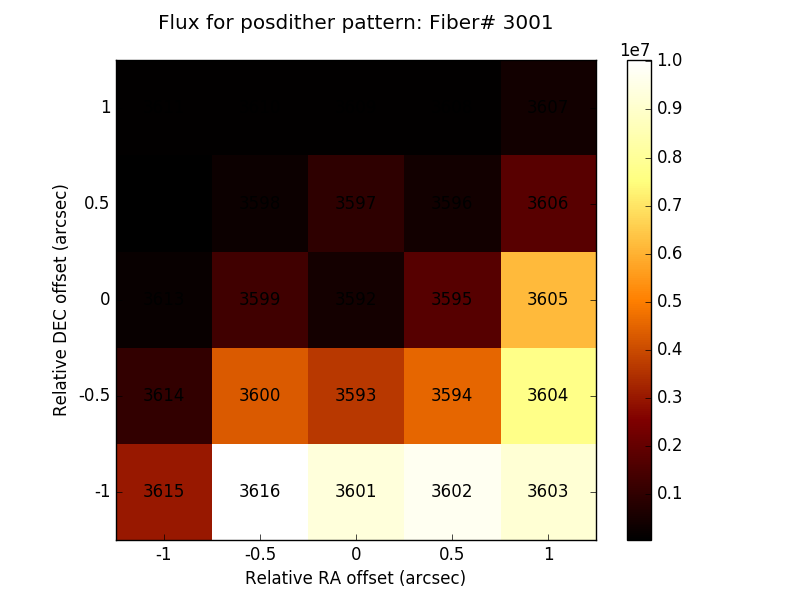 Flux for posdither pattern: Fiber# 3001
1e7
1 3607 1.0
0.9
0.8
0.5 3598 3597 3596 3606 0.7
0.6
0 3599 3592 3595 3605 0.5
0.4
-0.5 3614 3600 3593 3594 3604 0.3
0.2
-1 3615 3616 3601 3602 3603 0.1
-1 -0.5 0 0.5 1
Relative RA offset (arcsec)
Relative DEC offset (arcsec)